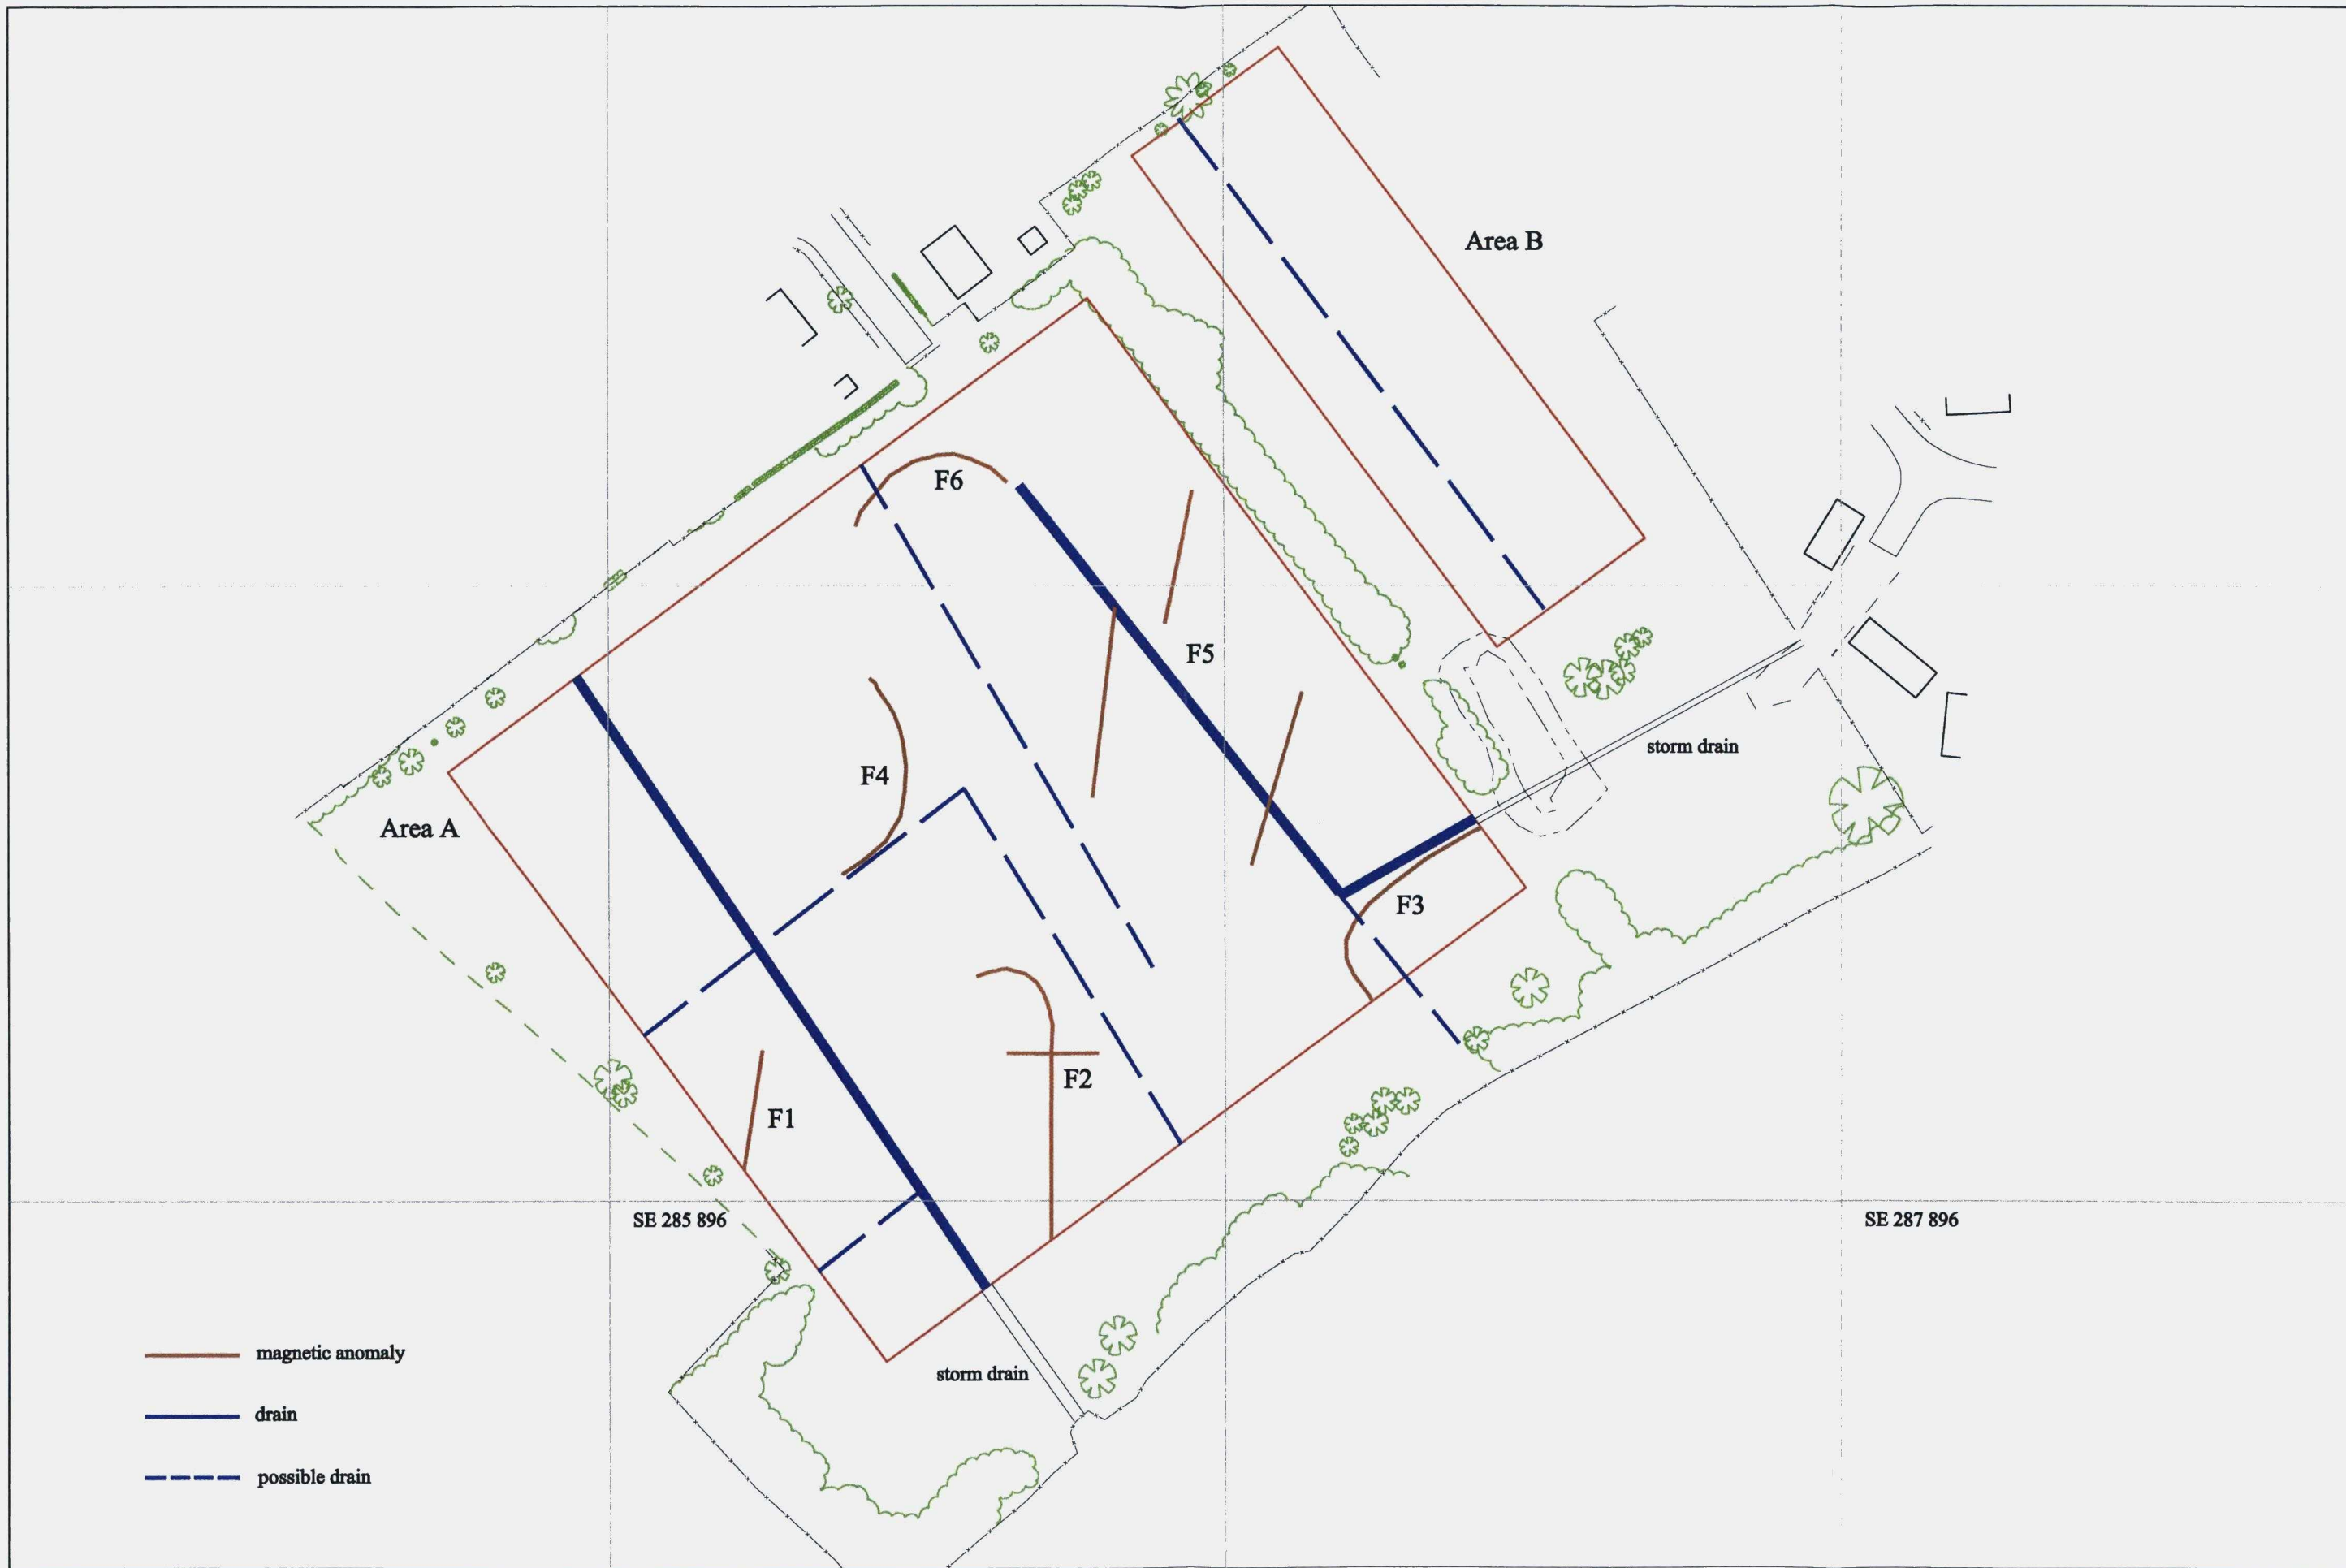 Area B
F6
F5
storm drain
F4
Area A
F3
F2
F1
SE 285 896
SE 287 896
magnetic anomaly
storm drain
drain
possible drain